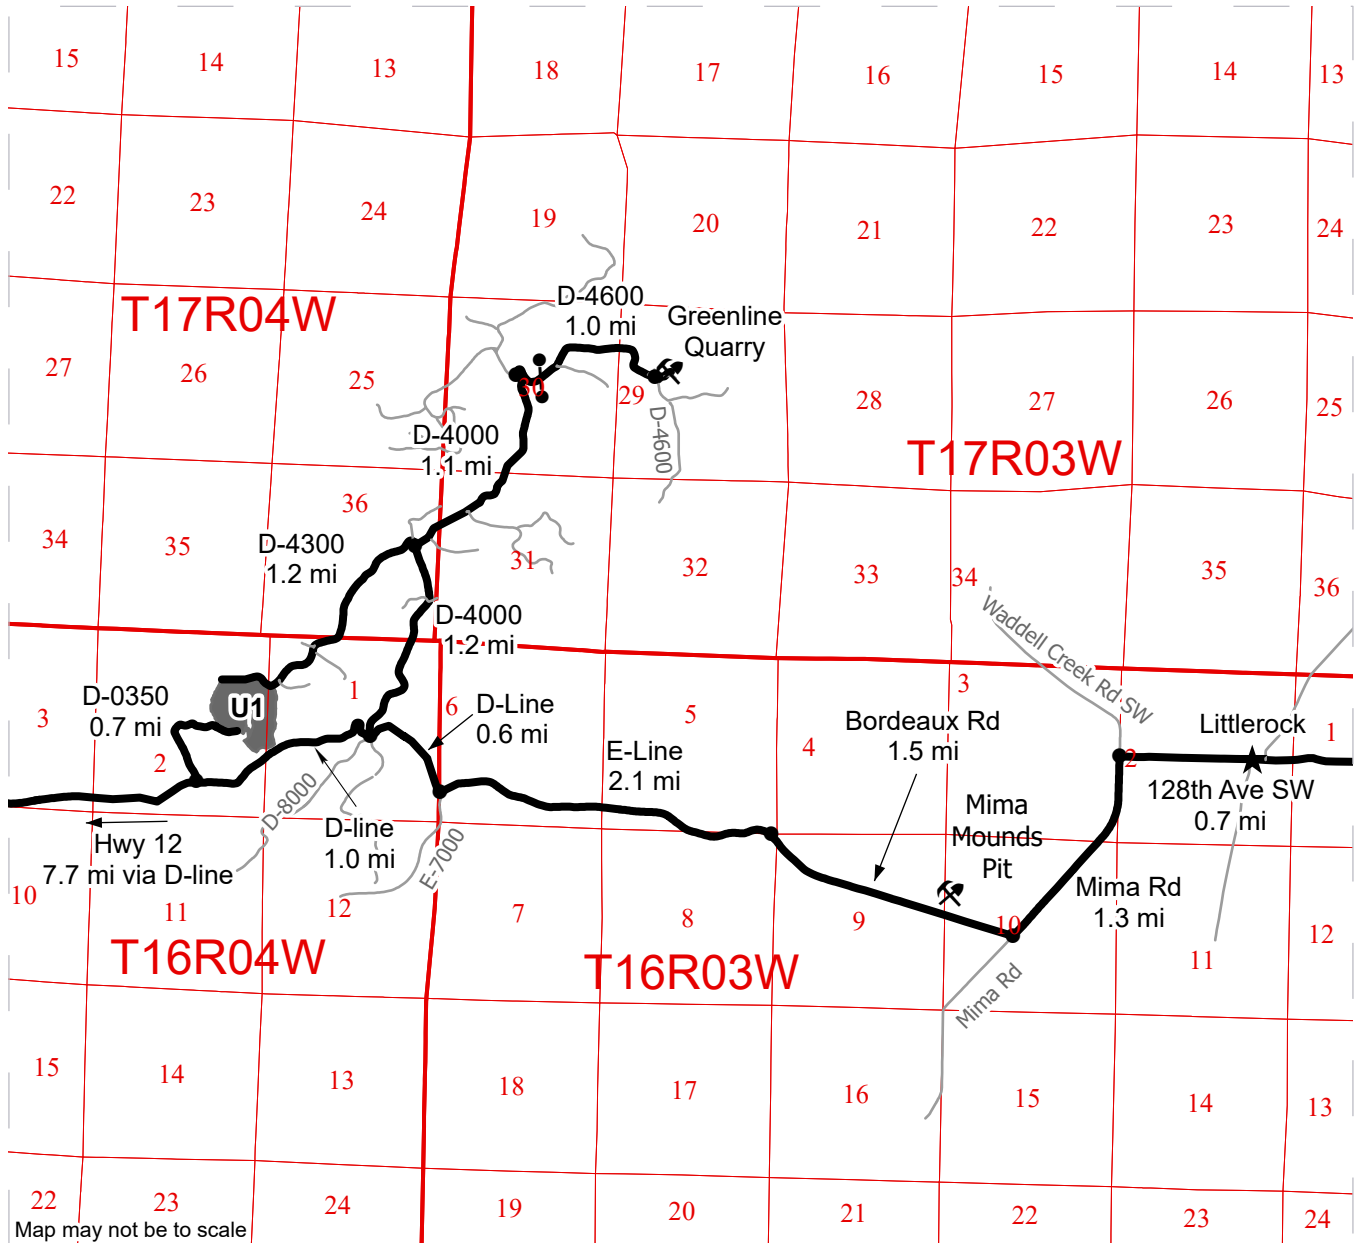 15
14
13
18
17
16
15
14
13
22
23
24
19
20
21
22
23
24
T17R04W
D-4600
1.0 mi
Greenline
Quarry
27
26
25
30
29
28
27
26
25
D-4000
1.1 mi
D-4600
T17R03W
36
34
35
D-4300
1.2 mi
31
32
33
34
35
36
Waddell Creek Rd SW
D-4000
1.2 mi
D-0350
0.7 mi
U1
3
2
1
6
D-Line
0.6 mi
5
4
3
Bordeaux Rd
1.5 mi
Littlerock
1
2
E-Line
2.1 mi
128th Ave SW
0.7 mi
Hwy 12
7.7 mi via D-line
D-8000
D-line
1.0 mi
E-7000
Mima
Mounds
Pit
Mima Rd
1.3 mi
10
11
12
7
8
9
10
11
12
T16R04W
T16R03W
Mima Rd
15
14
13
18
17
16
15
14
13
22
23
24
19
20
21
22
23
24
Map may not be to scale